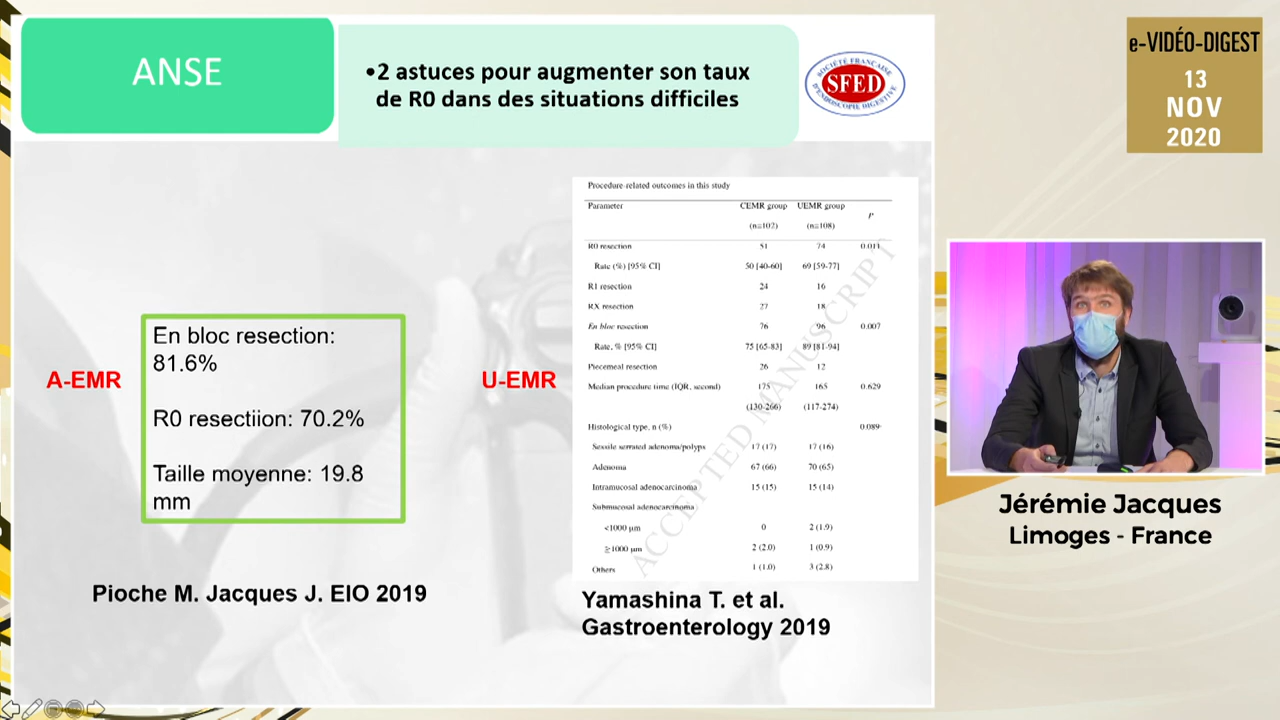 ANSE
•2 astuces pour augmenter son taux
de R0 dans des situations difficiles
SOCIÉTÉ FRANÇAISE
SFED
D'ENDOSCOPIE DIGESTIVE
e-VIDÉO-DIGEST
13
NOV
2020
A-EMR
En bloc resection:
81.6%
R0 resectiion: 70.2%
Taille moyenne: 19.8
mm
Pioche M. Jacques J. EIO 2019
U-EMR
Procedure-related outcomes in this study
Parameter CEMR group UEMR group P
(n=102) (n=108)
R0 resection 51 74 0.011
Rate (%) [95% CI] 50 [40-60] 69 [59-77]
R1 resection 24 16
RX resection 27 18
En bloc resection 76 96 0.007
Rate, % [95% CI] 75 [65-83] 89 [81-94]
Piecemeal resection 26 12
Median procedure time (IQR, second) 175 165 0.629
(130-266) (117-274)
Histological type, n (%) 0.089
Sessile serrated adenoma/polyps 17 (17) 17 (16)
Adenoma 67 (66) 70 (65)
Intramucosal adenocarcinoma 15 (15) 15 (14)
Submucosal adenocarcinoma
<1000 μm 0 2 (1.9)
≥1000 μm 2 (2.0) 1 (0.9)
Others 1 (1.0) 3 (2.8)
ACCEPTED MANUSCRIPT
Yamashina T. et al.
Gastroenterology 2019
Jérémie Jacques
Limoges - France